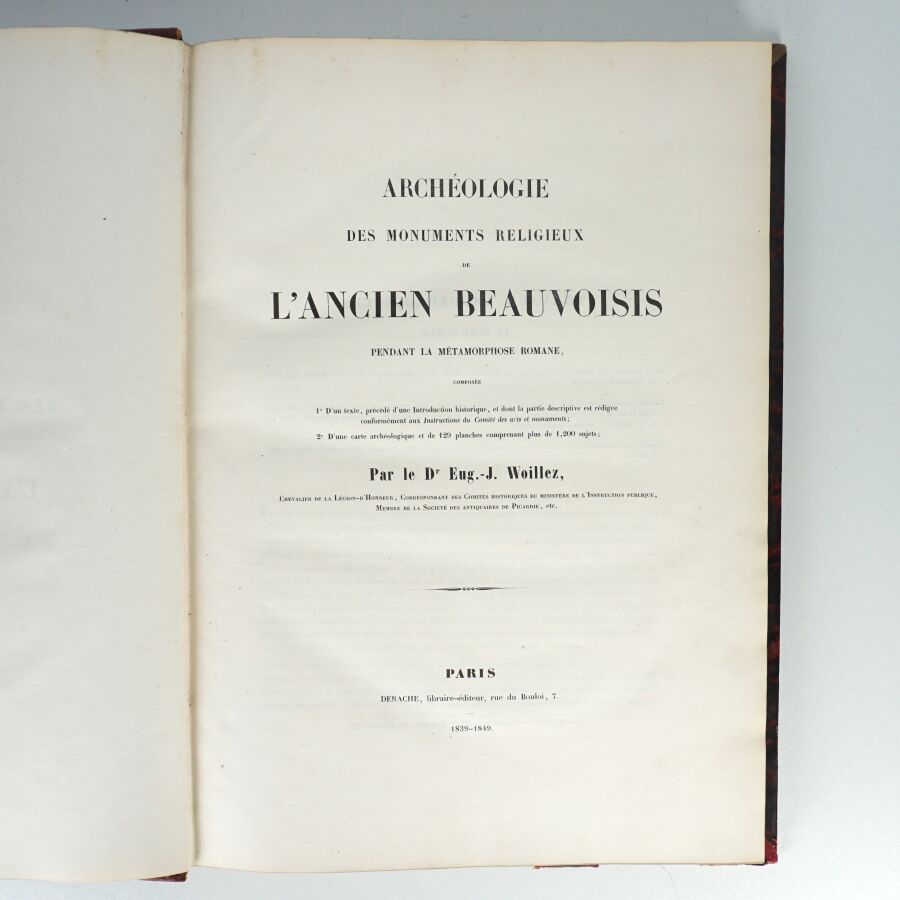 ARCHÉOLOGIE
DES MONUMENTS RELIGIEUX
DE
L'ANCIEN BEAUVOISIS
PENDANT LA MÉTAMORPHOSE ROMANE,
COMPOSÉE
1° D'un texte, précédé d'une Introduction historique, et dont la partie descriptive est rédigée
conformément aux Instructions du Comité des arts et monuments;
2° D'une carte archéologique et de 129 planches comprenant plus de 1,200 sujets;
Par le Dr Eug.-J. Woillez,
Chevalier de la Légion-d'Honneur, Correspondant des Comités historiques du ministère de l'Instruction publique,
Membre de la Société des antiquaires de Picardie, etc.
PARIS
DERACHE, libraire-éditeur, rue du Bouloi, 7.
1839-1849.